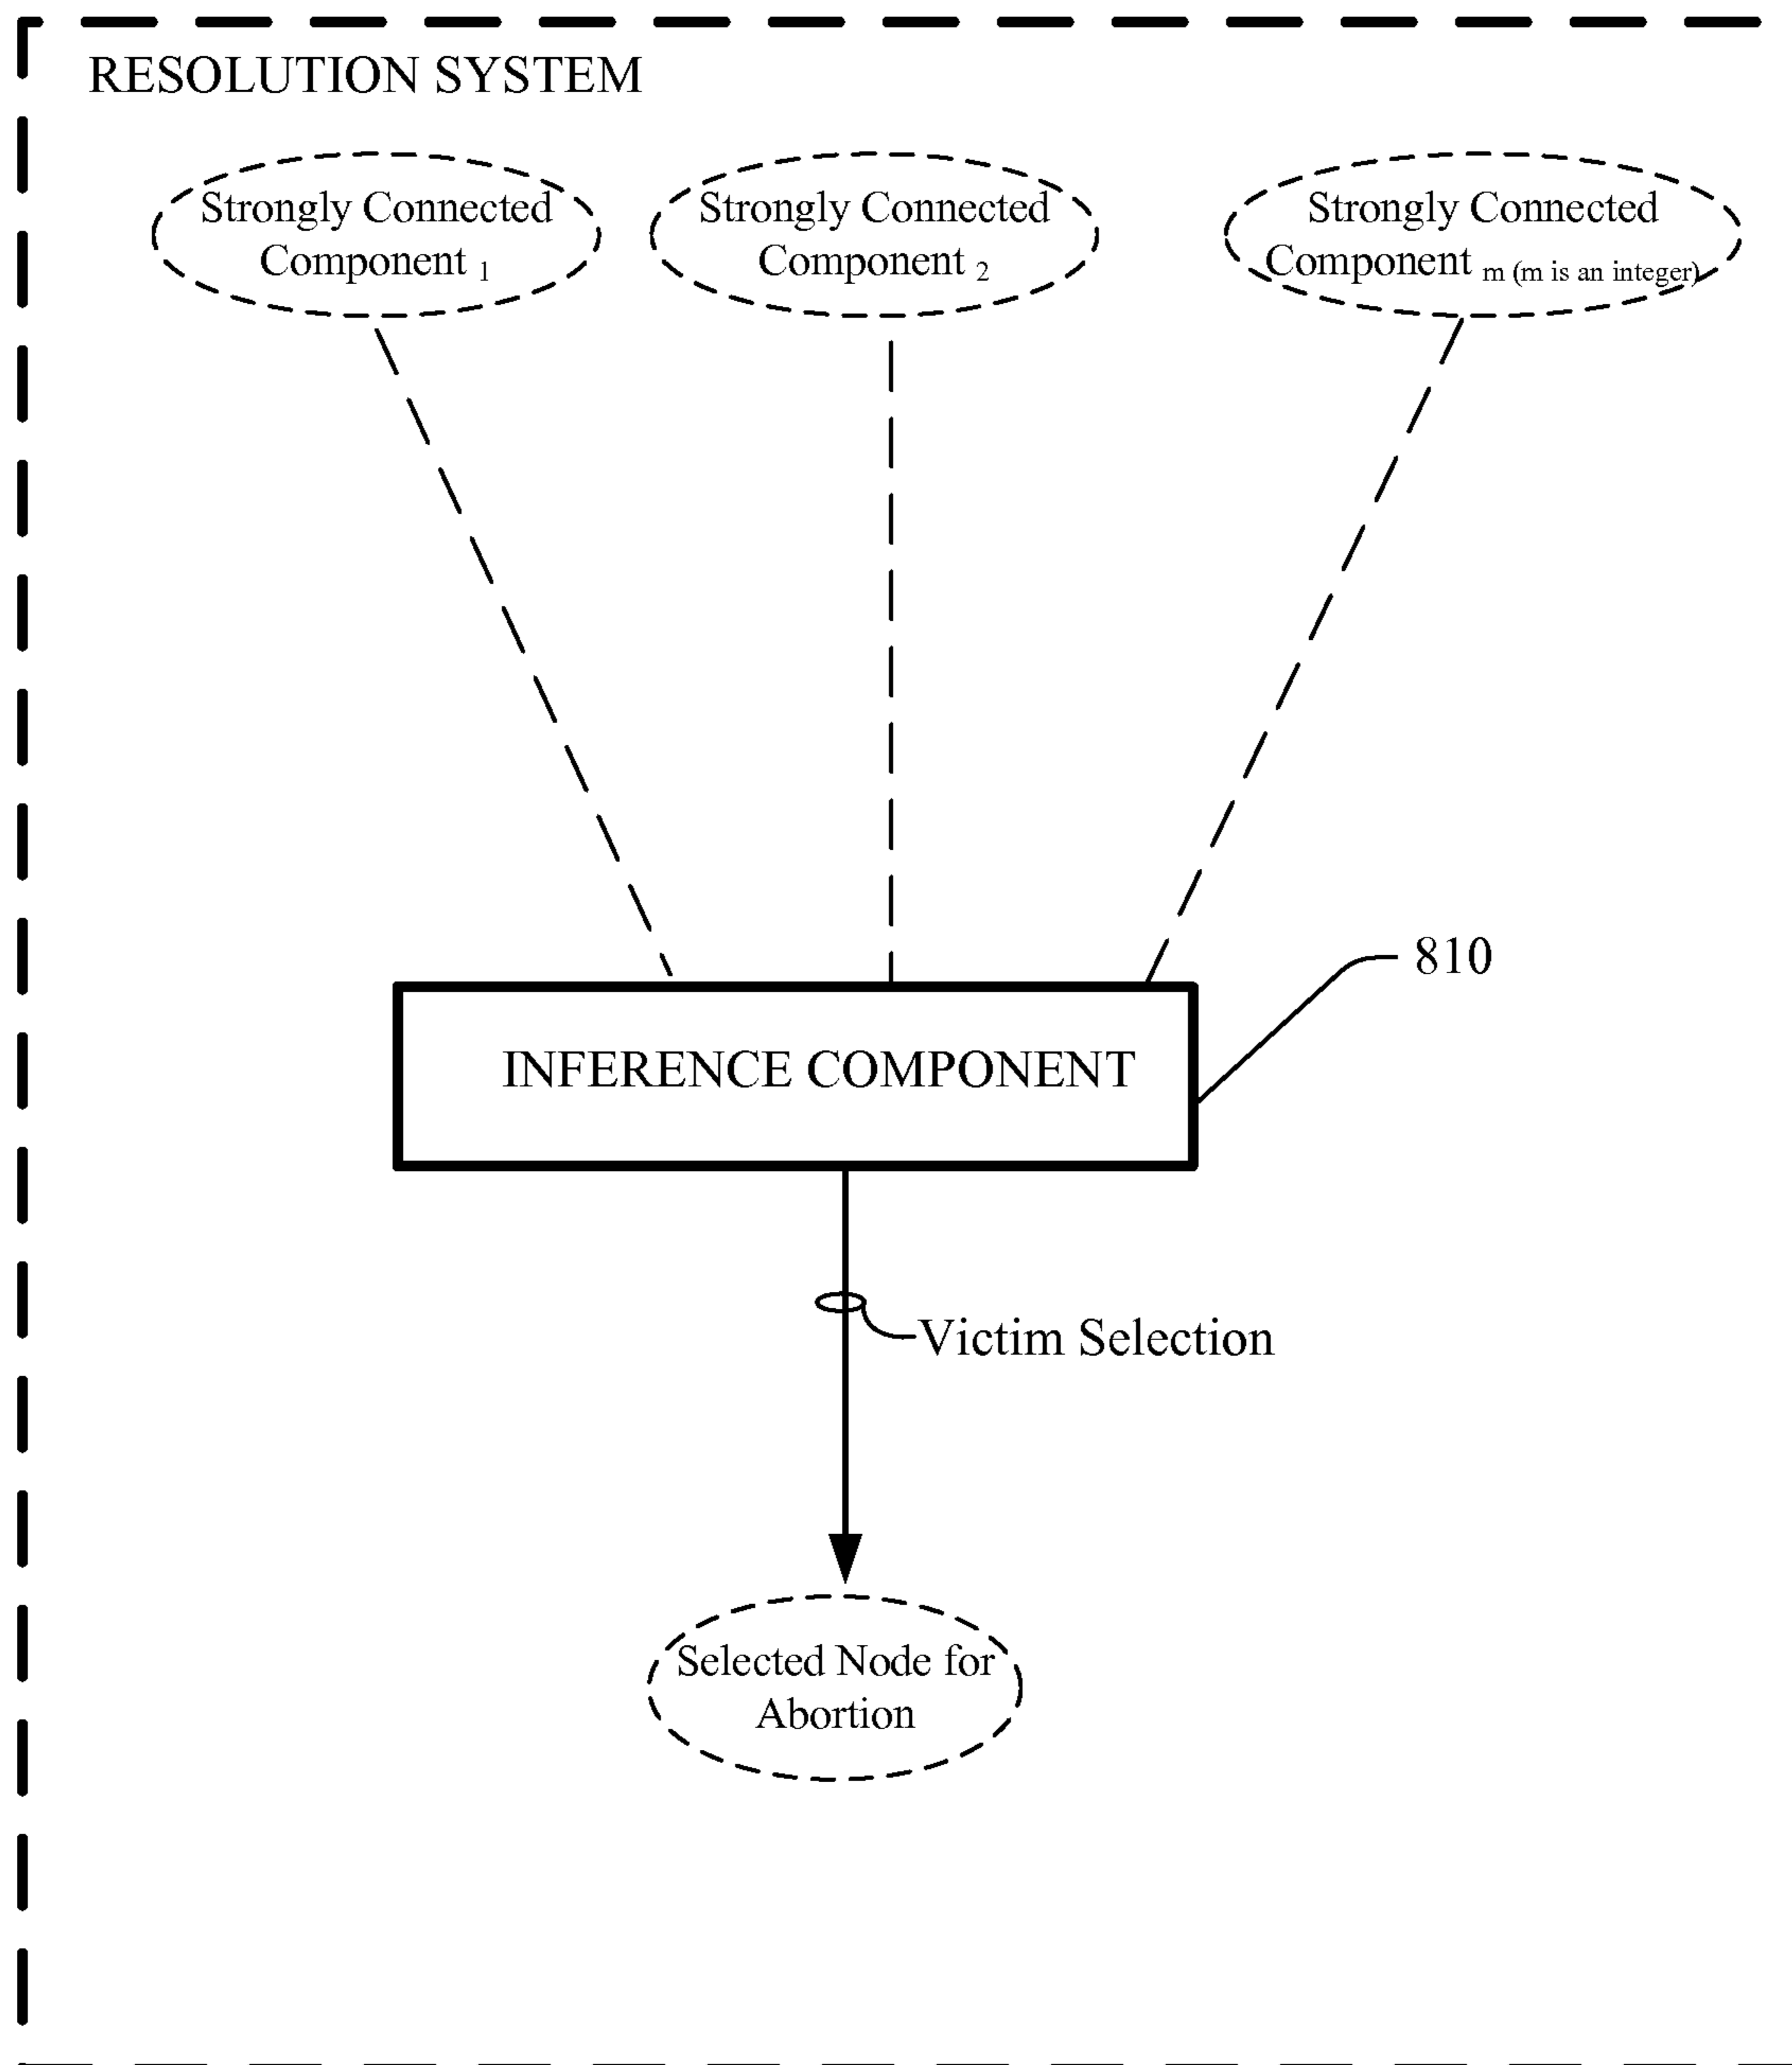 RESOLUTION SYSTEM
Strongly Connected
Component 1
Strongly Connected
Component 2
Strongly Connected
Component m (m is an integer)
810
INFERENCE COMPONENT
Victim Selection
Selected Node for
Abortion